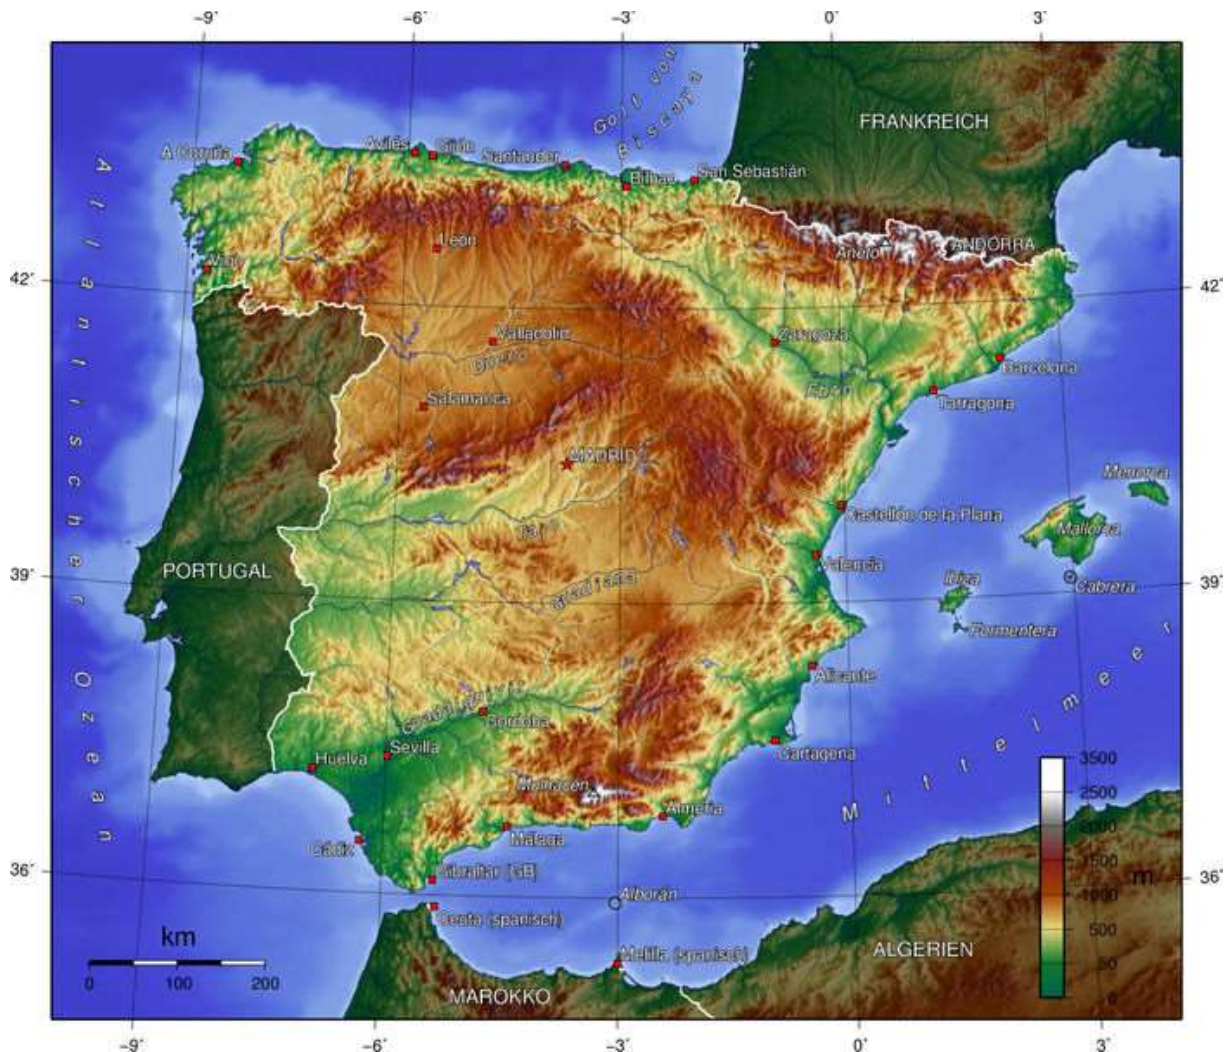 -9° -6° -3° 0° 3°
Golf von
Biscaya
FRANKREICH
A Coruña
Avilés
Gijón
Santander
Bilbao
San Sebastián
León
Aneto
ANDORRA
Vigo
42°
42°
Valladolid
Duero
Zaragoza
Ebro
Barcelona
Tarragona
Salamanca
MADRID
Menorca
Mallorca
Castellón de la Plana
Tajo
PORTUGAL
Valencia
Ibiza
Cabrera
39°
39°
Guadiana
Formentera
Alicante
Guadalquivir
Córdoba
Sevilla
Huelva
Cartagena
Mulhacén
Almería
Málaga
Cádiz
Gibraltar (GB)
36°
36°
Alborán
Ceuta (spanisch)
Melilla (spanisch)
MAROKKO
ALGERIEN
Atlantischer Ozean
Mittelmeer
3500
2500
2000
1500
1000
500
50
0
m
km
0 100 200
-9° -6° -3° 0° 3°